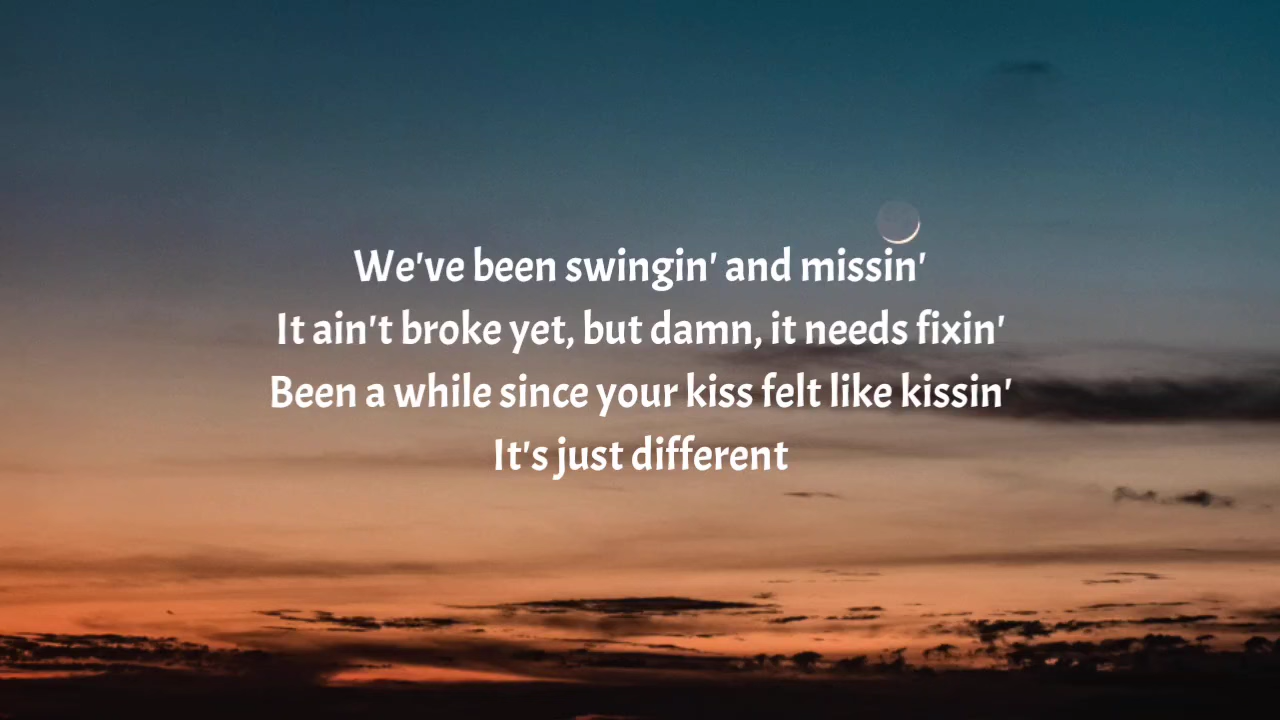 We've been swingin' and missin'
It ain't broke yet, but damn, it needs fixin'
Been a while since your kiss felt like kissin'
It's just different